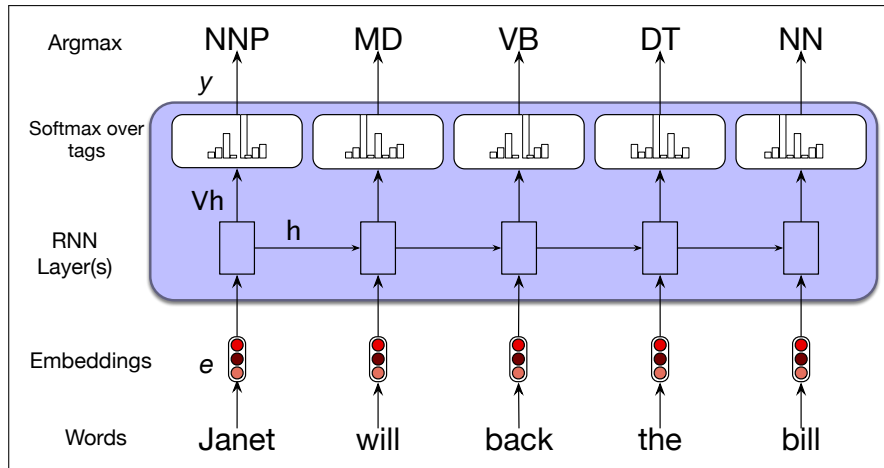 Argmax NNP MD VB DT NN
y
Softmax over
tags
Vh
h
RNN
Layer(s)
Embeddings e
Words Janet will back the bill